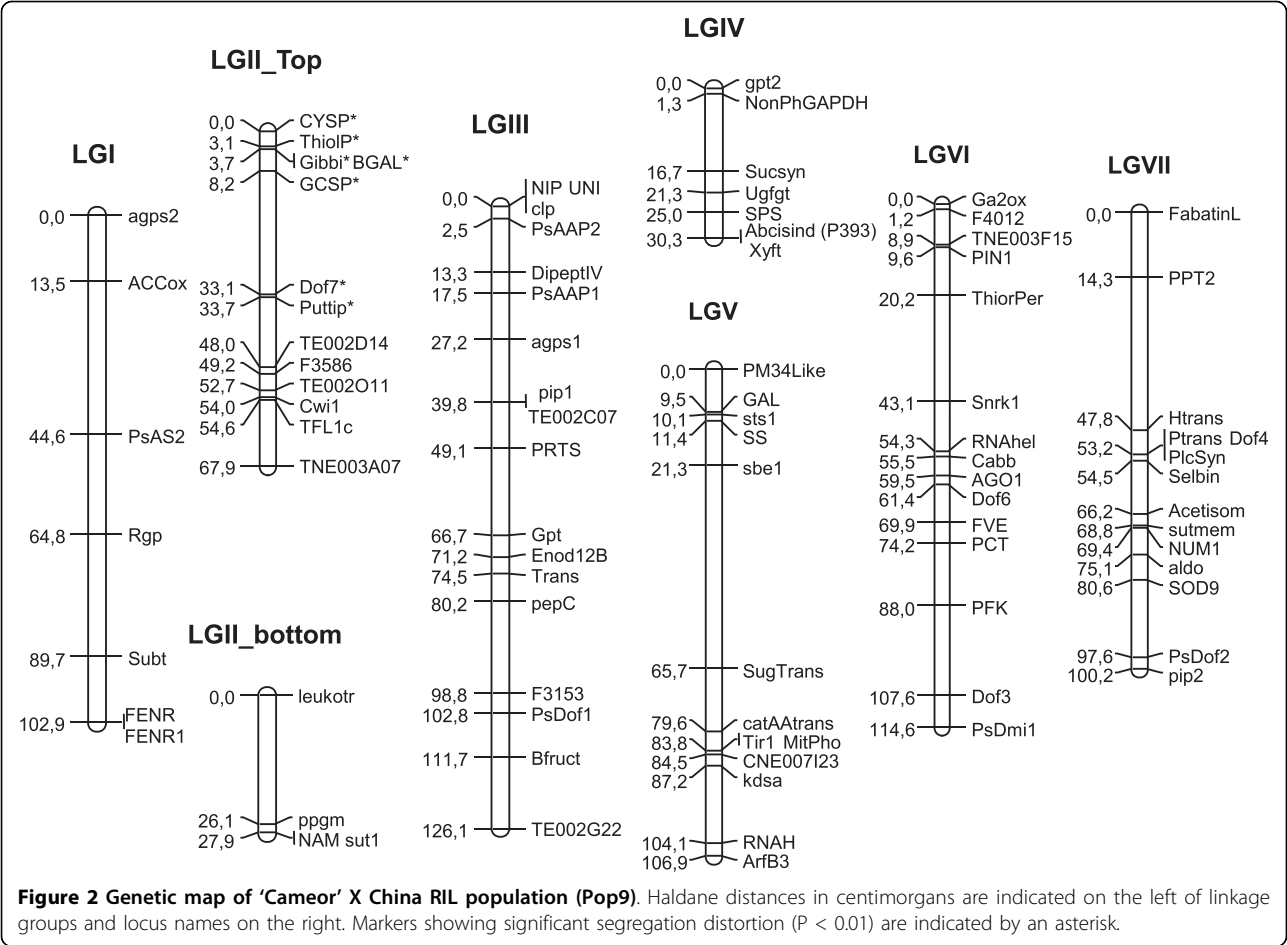 LGI
0,0 agps2
13,5 ACCox
44,6 PsAS2
64,8 Rgp
89,7 Subt
102,9 FENR
FENR1
LGII_Top
0,0 CYSP*
3,1 ThiolP*
3,7 Gibbi* BGAL*
8,2 GCSP*
33,1 Dof7*
33,7 Puttip*
48,0 TE002D14
49,2 F3586
52,7 TE002O11
54,0 Cwi1
54,6 TFL1c
67,9 TNE003A07
LGII_bottom
0,0 leukotr
26,1 ppgm
27,9 NAM sut1
LGIII
0,0 NIP UNI
clp
2,5 PsAAP2
13,3 DipeptIV
17,5 PsAAP1
27,2 agps1
39,8 pip1
TE002C07
49,1 PRTS
66,7 Gpt
71,2 Enod12B
74,5 Trans
80,2 pepC
98,8 F3153
102,8 PsDof1
111,7 Bfruct
126,1 TE002G22
LGIV
0,0 gpt2
1,3 NonPhGAPDH
16,7 Sucsyn
21,3 Ugfgt
25,0 SPS
30,3 Abcisind (P393)
Xyft
LGV
0,0 PM34Like
9,5 GAL
10,1 sts1
11,4 SS
21,3 sbe1
65,7 SugTrans
79,6 catAAtrans
83,8 Tir1 MitPho
84,5 CNE007I23
87,2 kdsa
104,1 RNAH
106,9 ArfB3
LGVI
0,0 Ga2ox
1,2 F4012
8,9 TNE003F15
9,6 PIN1
20,2 ThiorPer
43,1 Snrk1
54,3 RNAhel
55,5 Cabb
59,5 AGO1
61,4 Dof6
69,9 FVE
74,2 PCT
88,0 PFK
107,6 Dof3
114,6 PsDmi1
LGVII
0,0 FabatinL
14,3 PPT2
47,8 Htrans
53,2 Ptrans Dof4
PlcSyn
54,5 Selbin
66,2 Acetisom
68,8 sutmem
69,4 NUM1
75,1 aldo
80,6 SOD9
97,6 PsDof2
100,2 pip2
Figure 2 Genetic map of ‘Cameor’ X China RIL population (Pop9). Haldane distances in centimorgans are indicated on the left of linkage
groups and locus names on the right. Markers showing significant segregation distortion (P < 0.01) are indicated by an asterisk.